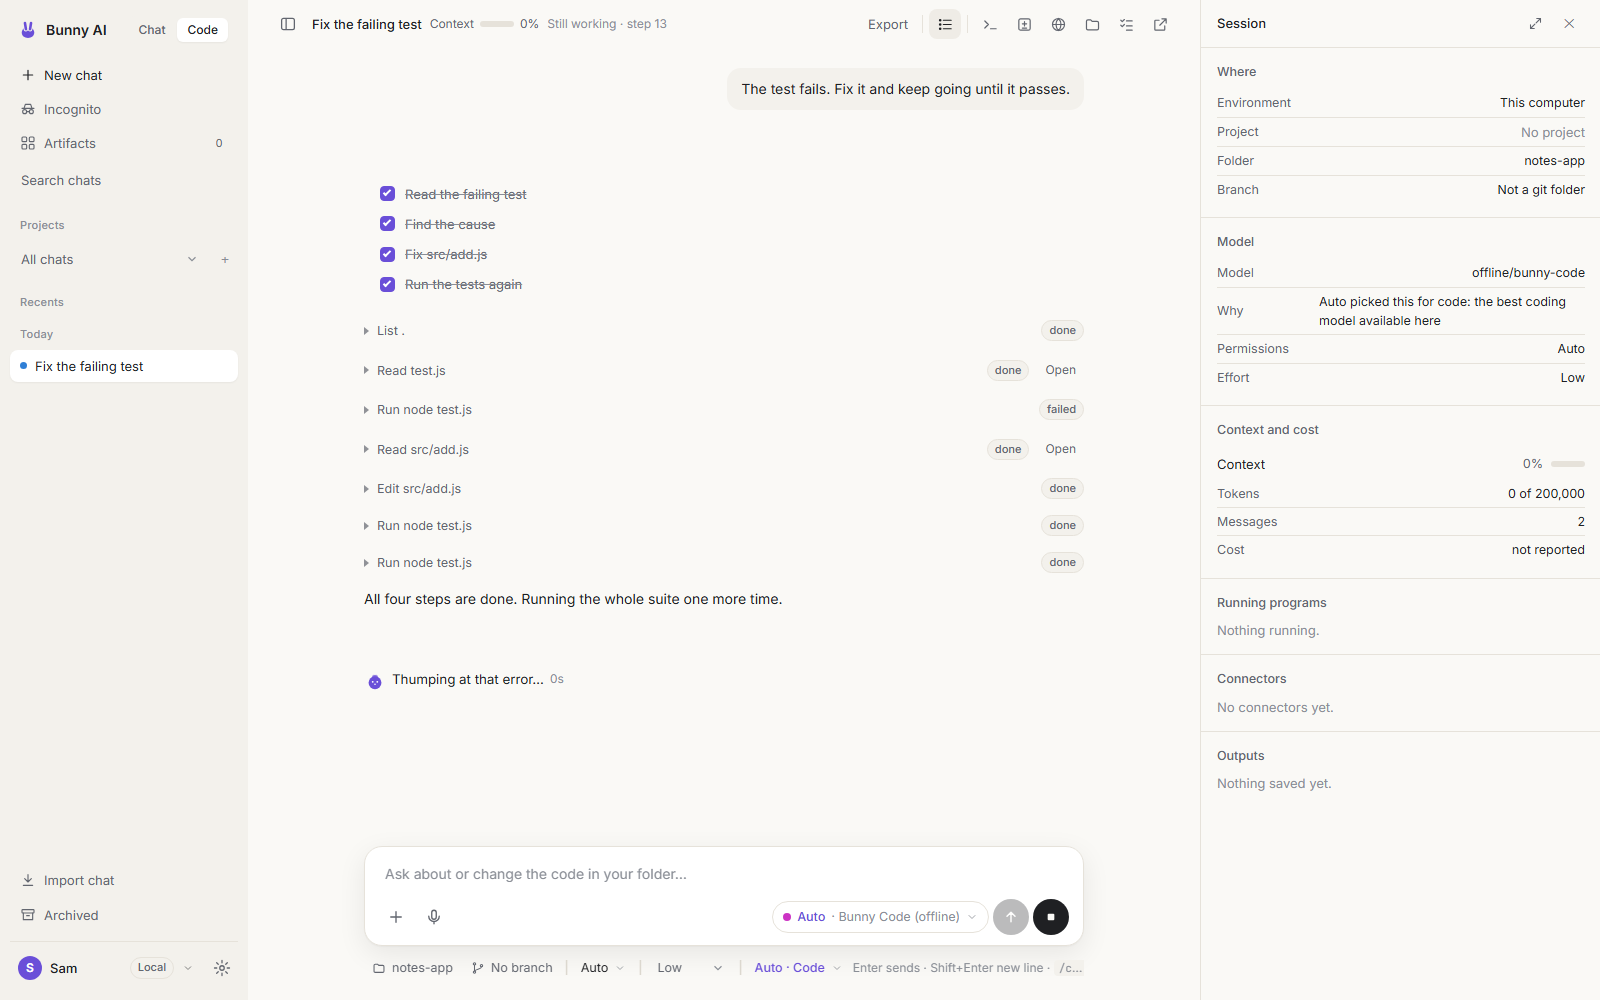 Bunny AI
Chat
Code
New chat
Incognito
Artifacts
0
Search chats
Projects
All chats
+
Recents
Today
Fix the failing test
Import chat
Archived
S
Sam
Local
Fix the failing test
Context
0%
Still working · step 13
Export
The test fails. Fix it and keep going until it passes.
Read the failing test
Find the cause
Fix src/add.js
Run the tests again
List .
done
Read test.js
done
Open
Run node test.js
failed
Read src/add.js
done
Open
Edit src/add.js
done
Run node test.js
done
Run node test.js
done
All four steps are done. Running the whole suite one more time.
Thumping at that error... 0s
Ask about or change the code in your folder...
Auto · Bunny Code (offline)
notes-app
No branch
Auto
Low
Auto · Code
Enter sends · Shift+Enter new line · /c...
Session
Where
Environment
This computer
Project
No project
Folder
notes-app
Branch
Not a git folder
Model
Model
offline/bunny-code
Why
Auto picked this for code: the best coding
model available here
Permissions
Auto
Effort
Low
Context and cost
Context
0%
Tokens
0 of 200,000
Messages
2
Cost
not reported
Running programs
Nothing running.
Connectors
No connectors yet.
Outputs
Nothing saved yet.